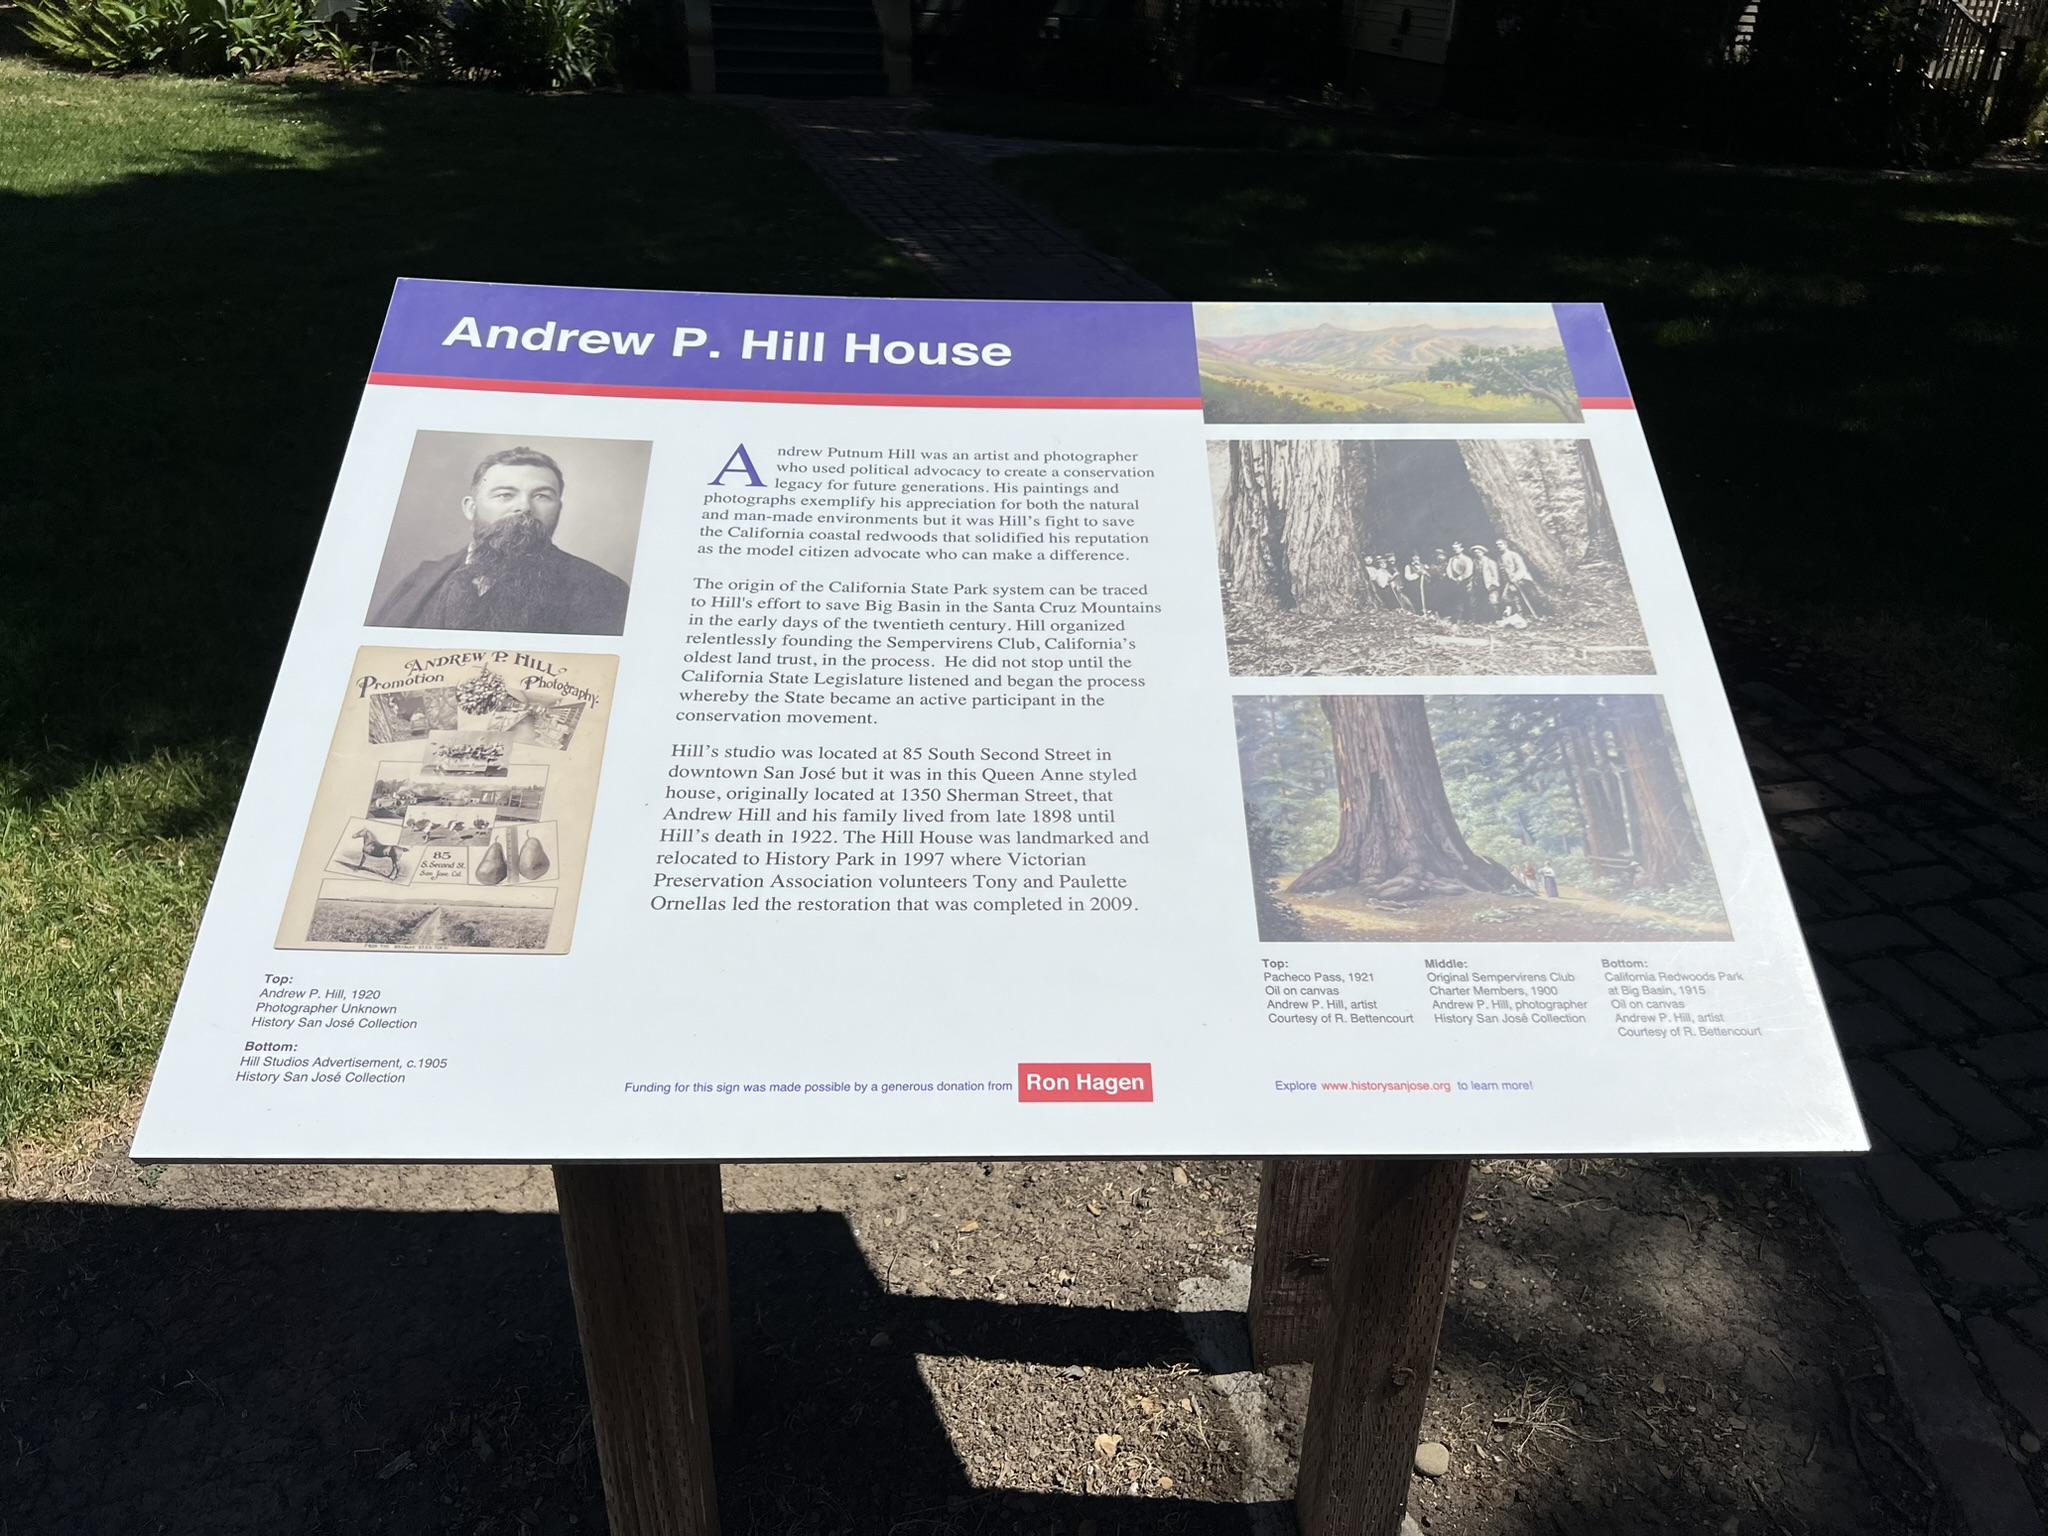 Andrew P. Hill House
Andrew Putnum Hill was an artist and photographer
who used political advocacy to create a conservation
legacy for future generations. His paintings and
photographs exemplify his appreciation for both the natural
and man-made environments but it was Hill's fight to save
the California coastal redwoods that solidified his reputation
as the model citizen advocate who can make a difference.
The origin of the California State Park system can be traced
to Hill's effort to save Big Basin in the Santa Cruz Mountains
in the early days of the twentieth century. Hill organized
relentlessly founding the Sempervirens Club, California's
oldest land trust, in the process. He did not stop until the
California State Legislature listened and began the process
whereby the State became an active participant in the
conservation movement.
Hill's studio was located at 85 South Second Street in
downtown San José but it was in this Queen Anne styled
house, originally located at 1350 Sherman Street, that
Andrew Hill and his family lived from late 1898 until
Hill's death in 1922. The Hill House was landmarked and
relocated to History Park in 1997 where Victorian
Preservation Association volunteers Tony and Paulette
Ornellas led the restoration that was completed in 2009.
ANDREW P. HILL
Promotion Photography.
85
S. Second St.
San Jose, Cal.
Top:
Andrew P. Hill, 1920
Photographer Unknown
History San José Collection
Bottom:
Hill Studios Advertisement, c.1905
History San José Collection
Top:
Pacheco Pass, 1921
Oil on canvas
Andrew P. Hill, artist
Courtesy of R. Bettencourt
Middle:
Original Sempervirens Club
Charter Members, 1900
Andrew P. Hill, photographer
History San José Collection
Bottom:
California Redwoods Park
at Big Basin, 1915
Oil on canvas
Andrew P. Hill, artist
Courtesy of R. Bettencourt
Funding for this sign was made possible by a generous donation from Ron Hagen
Explore www.historysanjose.org to learn more!